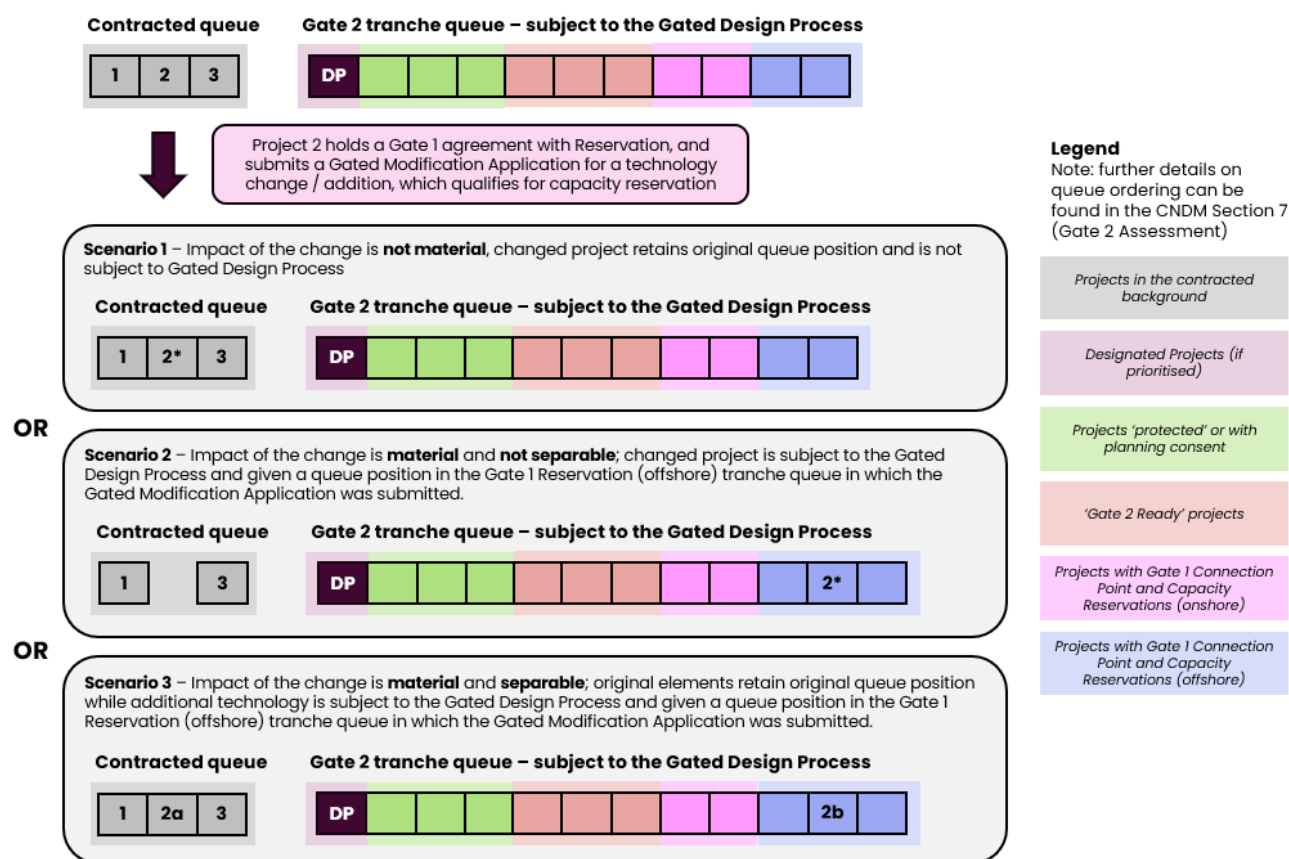 Contracted queue
Gate 2 tranche queue – subject to the Gated Design Process
1 2 3
DP
Project 2 holds a Gate 1 agreement with Reservation, and
submits a Gated Modification Application for a technology
change / addition, which qualifies for capacity reservation
Scenario 1 – Impact of the change is not material, changed project retains original queue position and is not
subject to Gated Design Process
Contracted queue
Gate 2 tranche queue – subject to the Gated Design Process
1 2* 3
DP
OR
Scenario 2 – Impact of the change is material and not separable; changed project is subject to the Gated
Design Process and given a queue position in the Gate 1 Reservation (offshore) tranche queue in which the
Gated Modification Application was submitted.
Contracted queue
Gate 2 tranche queue – subject to the Gated Design Process
1 3
DP 2*
OR
Scenario 3 – Impact of the change is material and separable; original elements retain original queue position
while additional technology is subject to the Gated Design Process and given a queue position in the Gate 1
Reservation (offshore) tranche queue in which the Gated Modification Application was submitted.
Contracted queue
Gate 2 tranche queue – subject to the Gated Design Process
1 2a 3
DP 2b
Legend
Note: further details on
queue ordering can be
found in the CNDM Section 7
(Gate 2 Assessment)
Projects in the contracted
background
Designated Projects (if
prioritised)
Projects ‘protected’ or with
planning consent
‘Gate 2 Ready’ projects
Projects with Gate 1 Connection
Point and Capacity
Reservations (onshore)
Projects with Gate 1 Connection
Point and Capacity
Reservations (offshore)